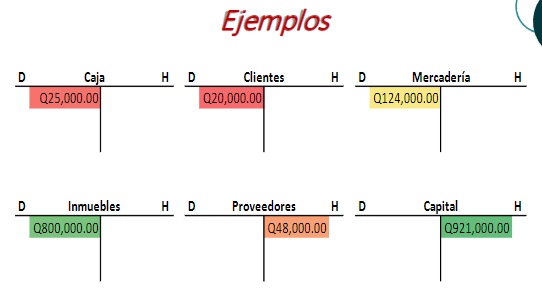 Ejemplos
D Caja H D Clientes H D Mercadería H
Q25,000.00 Q20,000.00 Q124,000.00
D Inmuebles H D Proveedores H D Capital H
Q800,000.00 Q48,000.00 Q921,000.00